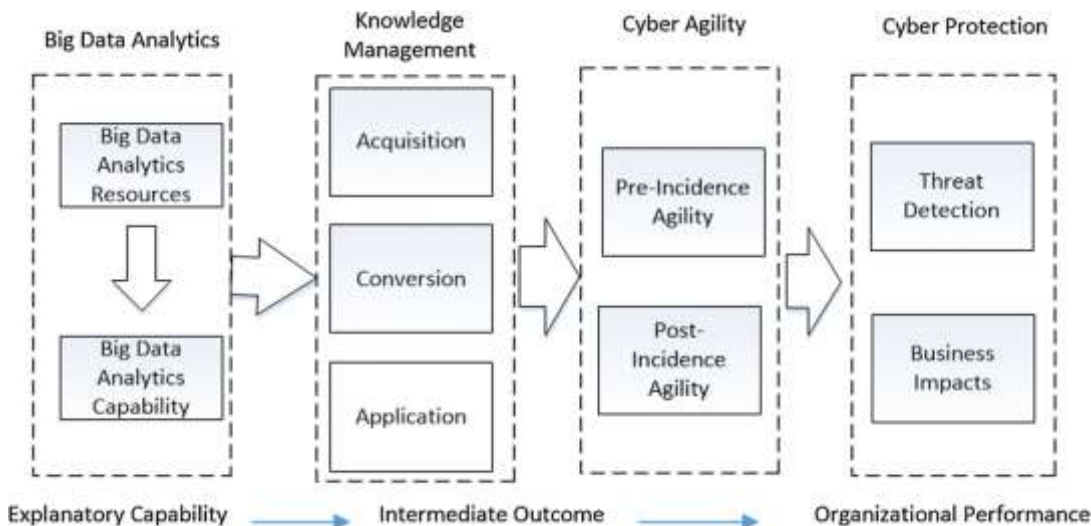 Big Data Analytics
Knowledge
Management
Cyber Agility
Cyber Protection
Big Data
Analytics
Resources
Big Data
Analytics
Capability
Acquisition
Conversion
Application
Pre-Incidence
Agility
Post-
Incidence
Agility
Threat
Detection
Business
Impacts
Explanatory Capability
Intermediate Outcome
Organizational Performance